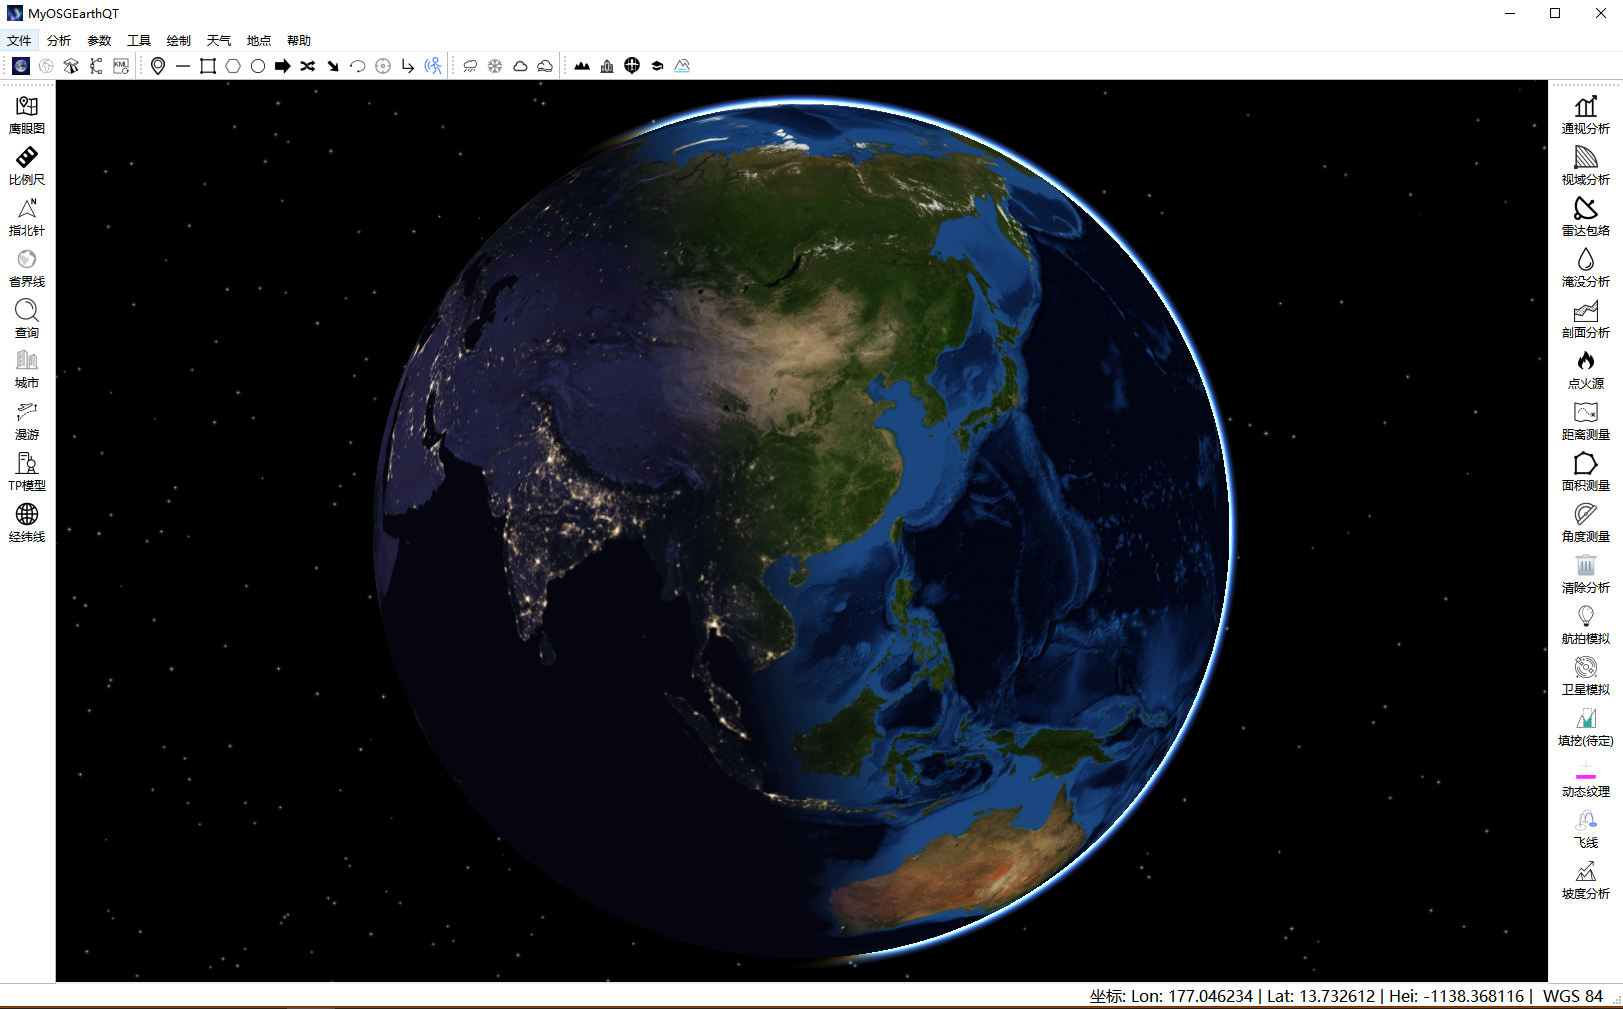 MyOSGEarthQT
文件 分析 参数 工具 绘制 天气 地点 帮助
KML
鹰眼图
比例尺
N
指北针
省界线
查询
城市
漫游
TP模型
经纬线
通视分析
视域分析
雷达包络
淹没分析
剖面分析
点火源
距离测量
面积测量
角度测量
清除分析
航拍模拟
卫星模拟
填挖(待定)
动态纹理
飞线
坡度分析
坐标: Lon: 177.046234 | Lat: 13.732612 | Hei: -1138.368116 | WGS 84